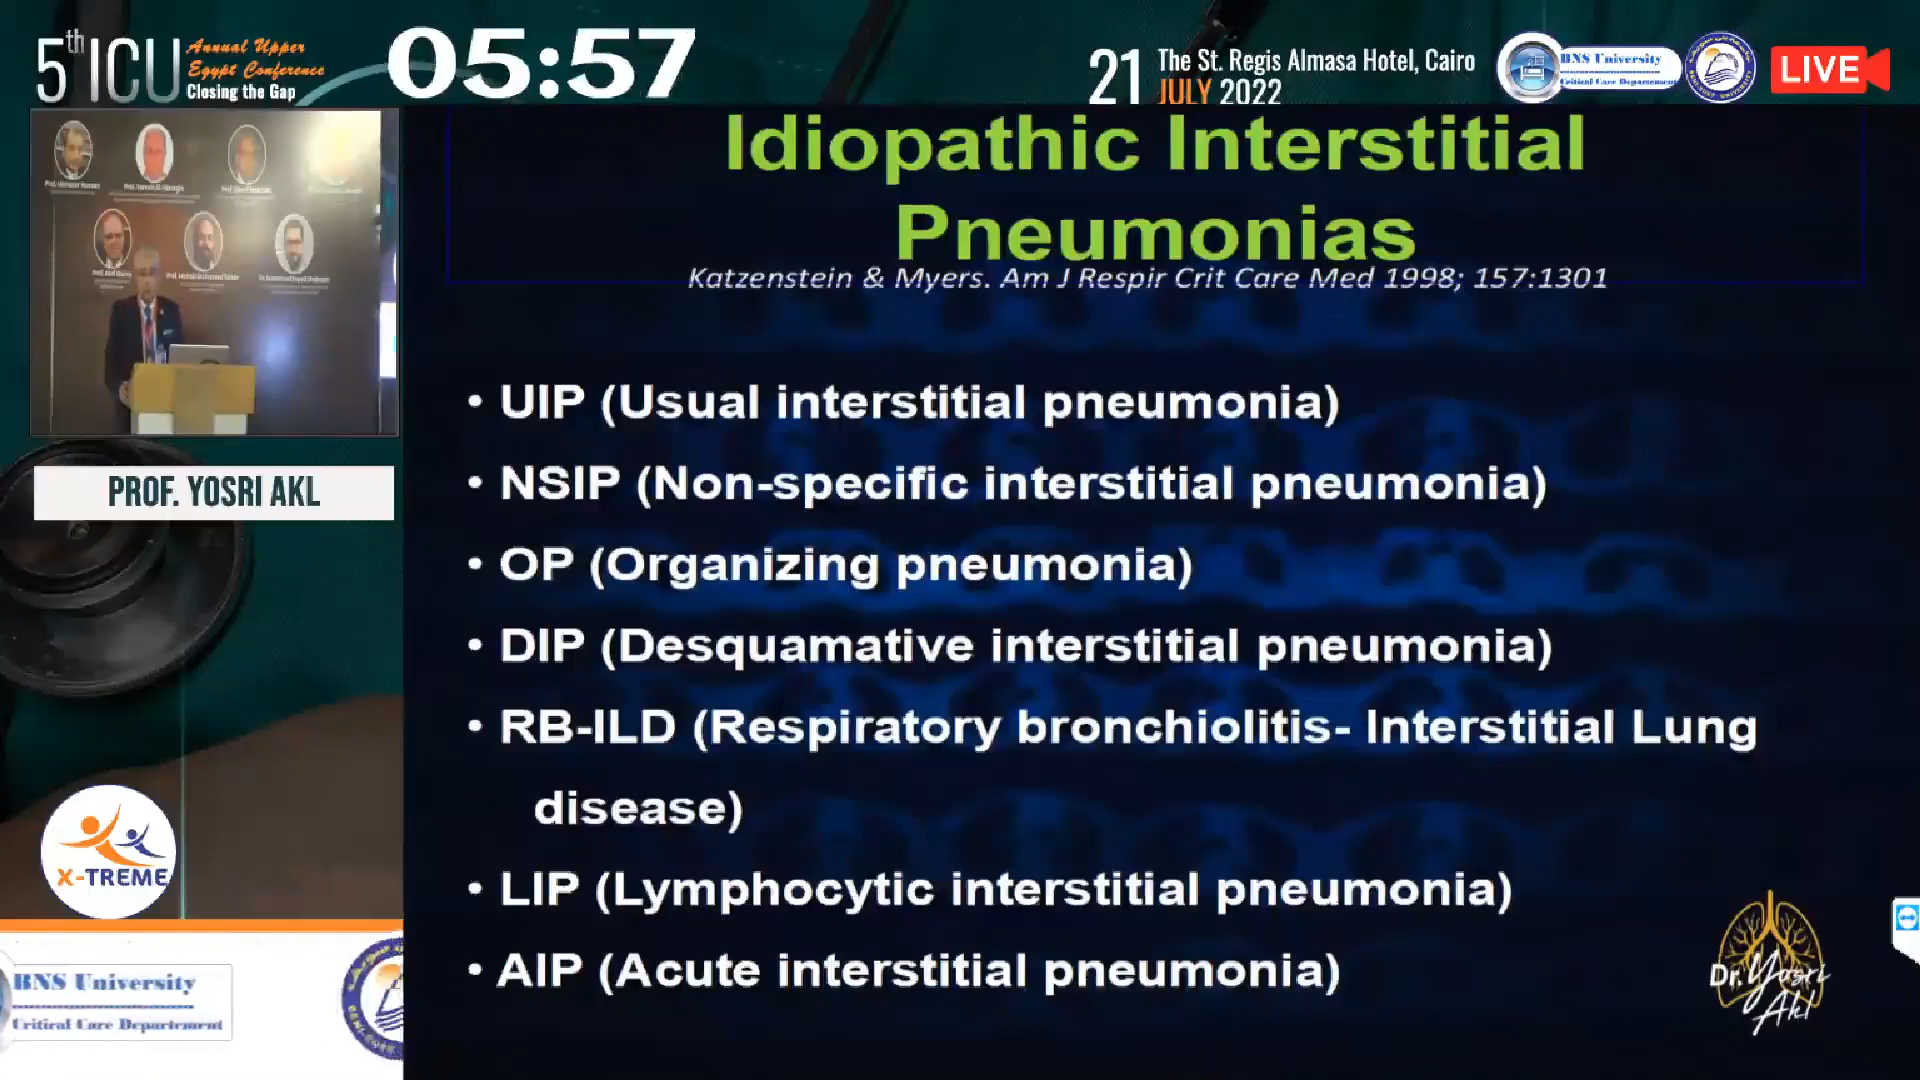 5th ICU
Annual Upper
Egypt Conference
Closing the Gap
05:57
21
The St. Regis Almasa Hotel, Cairo
JULY 2022
BNS University
Critical Care Departement
LIVE
Idiopathic Interstitial
Pneumonias
Katzenstein & Myers. Am J Respir Crit Care Med 1998; 157:1301
• UIP (Usual interstitial pneumonia)
• NSIP (Non-specific interstitial pneumonia)
• OP (Organizing pneumonia)
• DIP (Desquamative interstitial pneumonia)
• RB-ILD (Respiratory bronchiolitis- Interstitial Lung
disease)
• LIP (Lymphocytic interstitial pneumonia)
• AIP (Acute interstitial pneumonia)
PROF. YOSRI AKL
X-TREME
BNS University
Critical Care Departement
Dr. Yosri
Akl